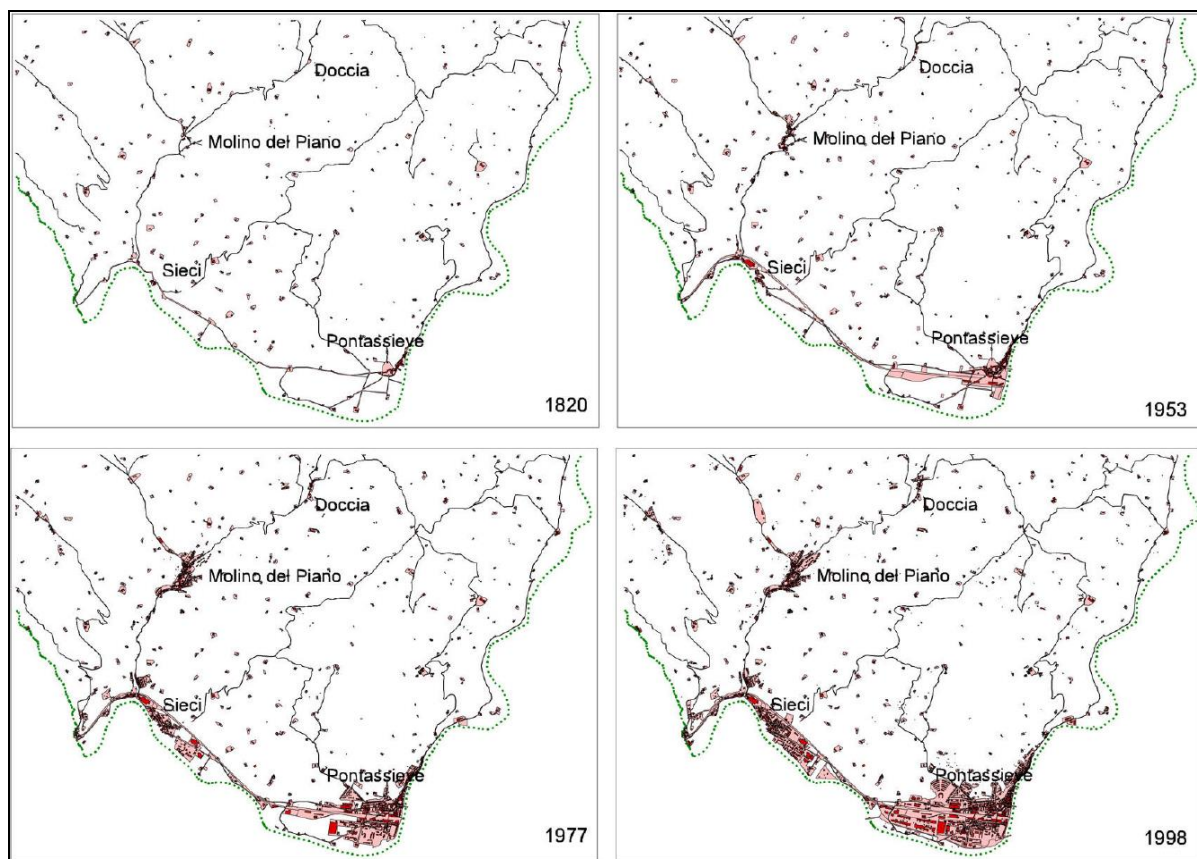 Doccia
Molino del Piano
Sieci
Pontassieve
1820
Doccia
Molino del Piano
Sieci
Pontassieve
1953
Doccia
Molino del Piano
Sieci
Pontassieve
1977
Doccia
Molino del Piano
Sieci
Pontassieve
1998